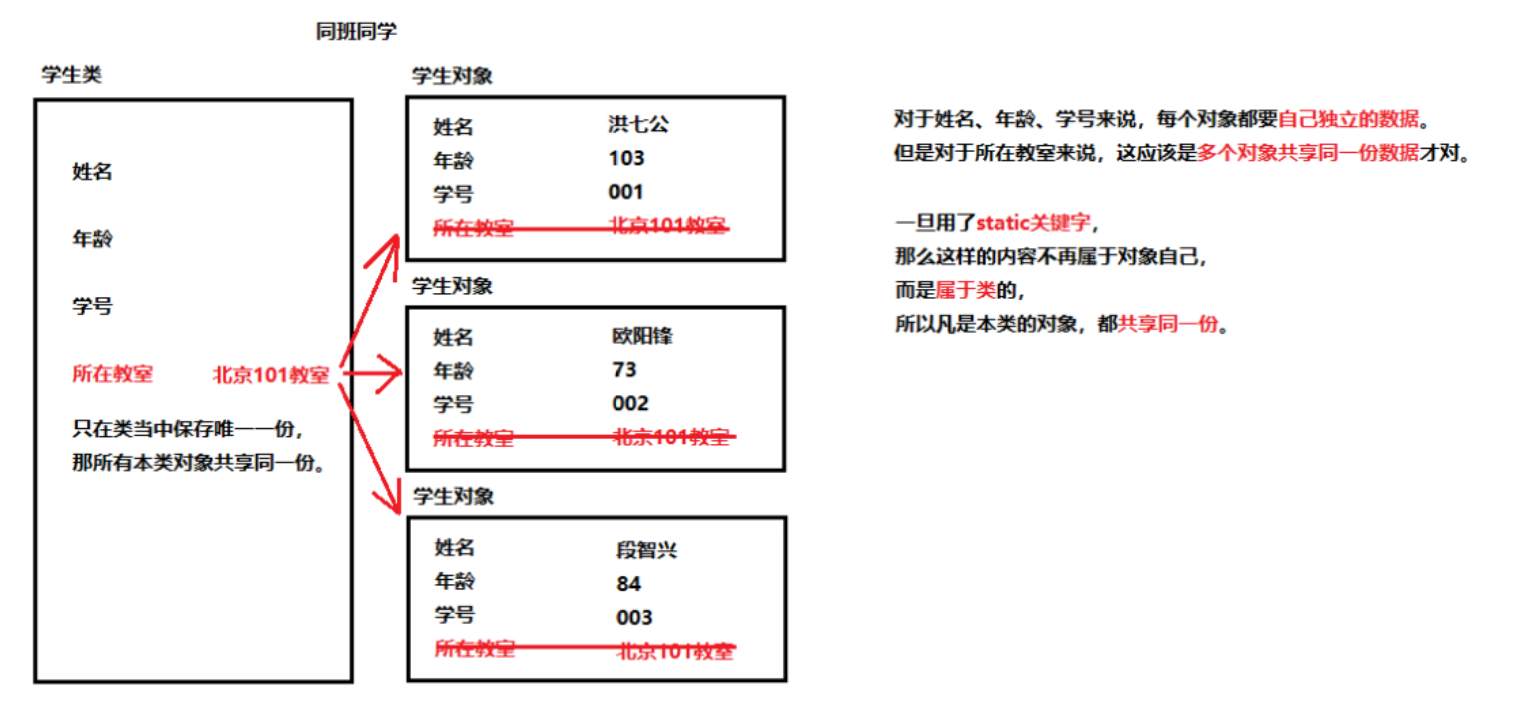 同班同学
学生类
姓名
年龄
学号
所在教室 北京101教室
只在类当中保存唯一一份，
那所有本类对象共享同一份。
学生对象
姓名 洪七公
年龄 103
学号 001
所在教室 北京101教室
学生对象
姓名 欧阳锋
年龄 73
学号 002
所在教室 北京101教室
学生对象
姓名 段智兴
年龄 84
学号 003
所在教室 北京101教室
对于姓名、年龄、学号来说，每个对象都要自己独立的数据。
但是对于所在教室来说，这应该是多个对象共享同一份数据才对。
一旦用了static关键字，
那么这样的内容不再属于对象自己，
而是属于类的，
所以凡是本类的对象，都共享同一份。